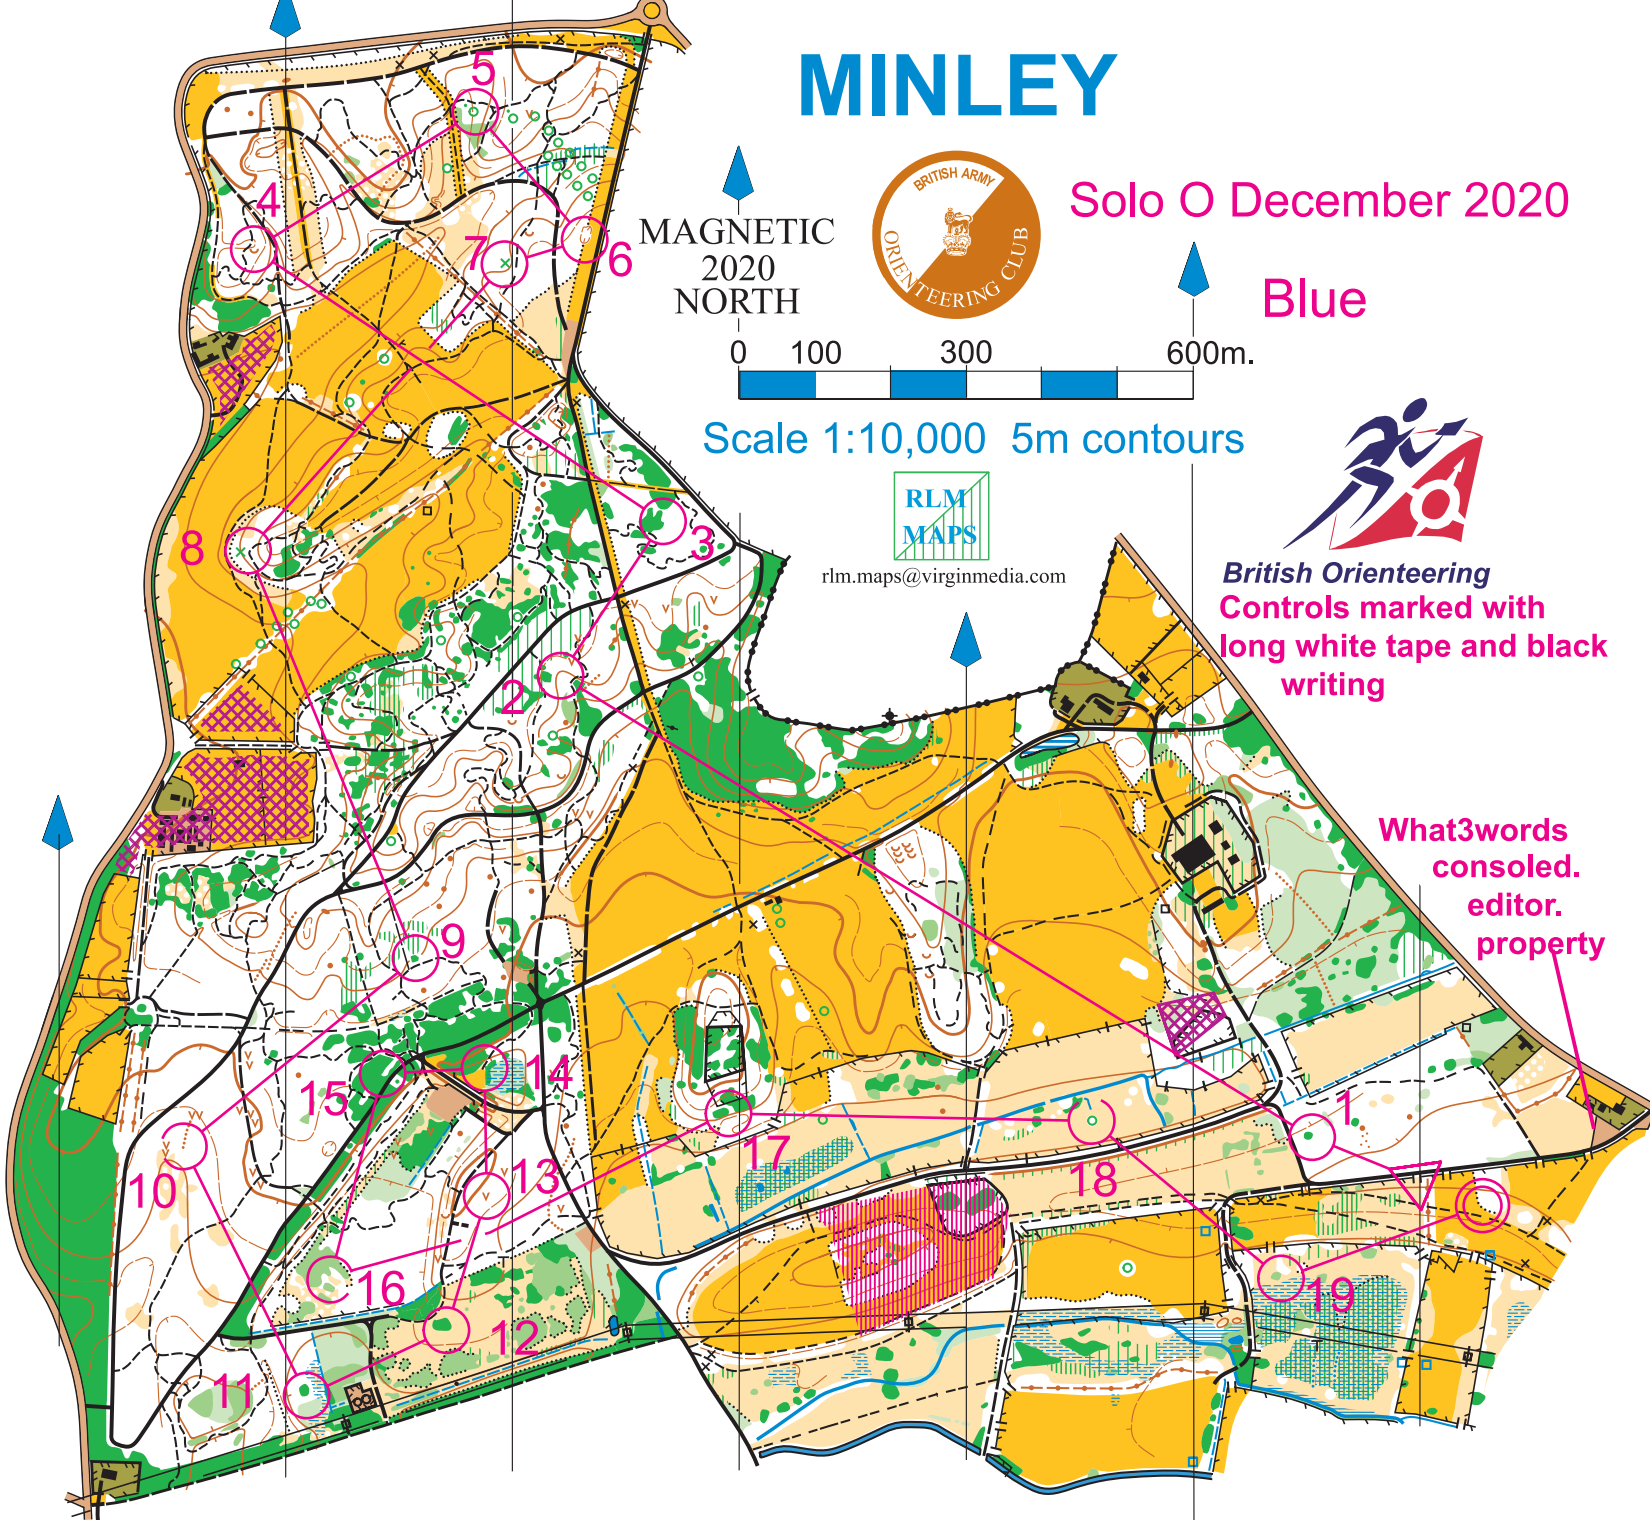 MINLEY
BRITISH ARMY
ORIENTEERING CLUB
Solo O December 2020
Blue
MAGNETIC
2020
NORTH
0 100 300 600m.
Scale 1:10,000 5m contours
RLM
MAPS
rlm.maps@virginmedia.com
British Orienteering
Controls marked with
long white tape and black
writing
What3words
consoled.
editor.
property
5
4
7
6
8
3
2
9
1
14
15
13
17
18
10
16
19
12
11